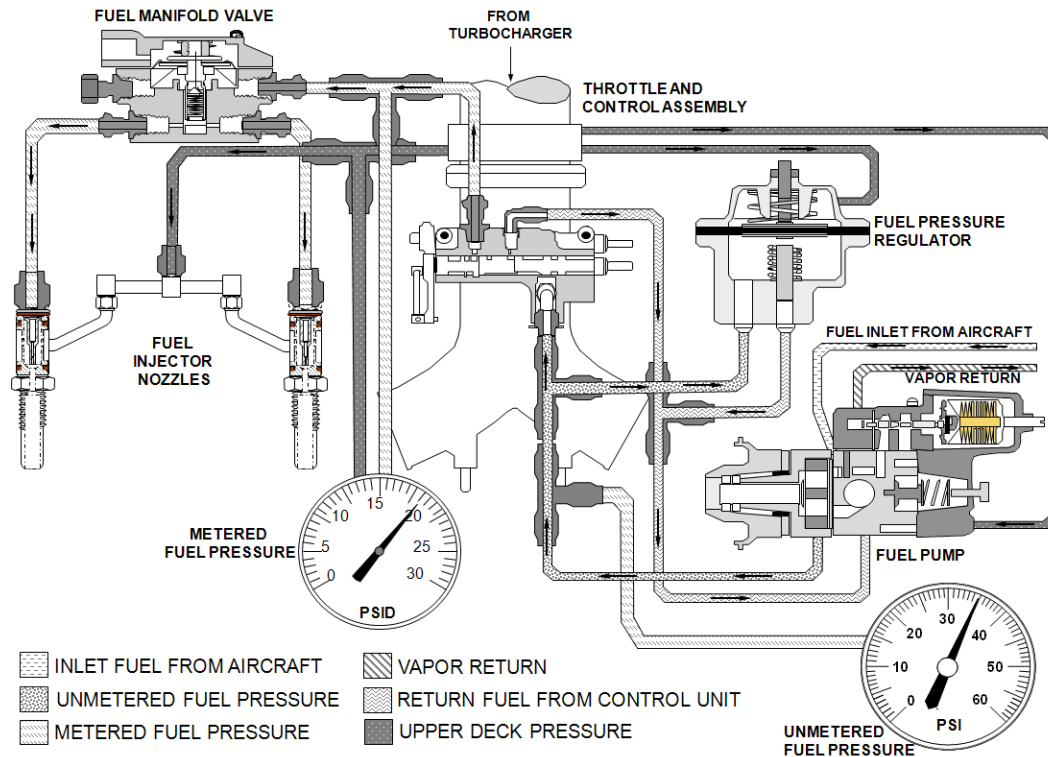 FUEL MANIFOLD VALVE
FROM
TURBOCHARGER
THROTTLE AND
CONTROL ASSEMBLY
FUEL PRESSURE
REGULATOR
FUEL INLET FROM AIRCRAFT
VAPOR RETURN
FUEL
INJECTOR
NOZZLES
METERED
FUEL PRESSURE
0
5
10
15
20
25
30
PSID
FUEL PUMP
0
10
20
30
40
50
60
PSI
UNMETERED
FUEL PRESSURE
INLET FUEL FROM AIRCRAFT
UNMETERED FUEL PRESSURE
METERED FUEL PRESSURE
VAPOR RETURN
RETURN FUEL FROM CONTROL UNIT
UPPER DECK PRESSURE